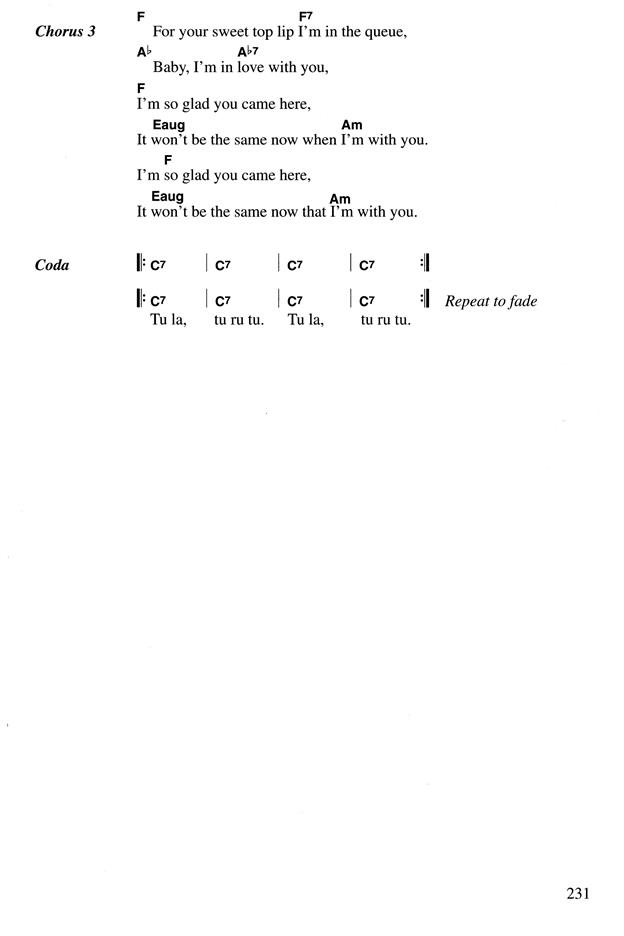 F F7
Chorus 3 For your sweet top lip I'm in the queue,
A♭ A♭7
Baby, I'm in love with you,
F
I'm so glad you came here,
Eaug Am
It won't be the same now when I'm with you.
F
I'm so glad you came here,
Eaug Am
It won't be the same now that I'm with you.
Coda 𝄆 C7 | C7 | C7 | C7 𝄇
𝄆 C7 | C7 | C7 | C7 𝄇 Repeat to fade
Tu la, tu ru tu. Tu la, tu ru tu.
231